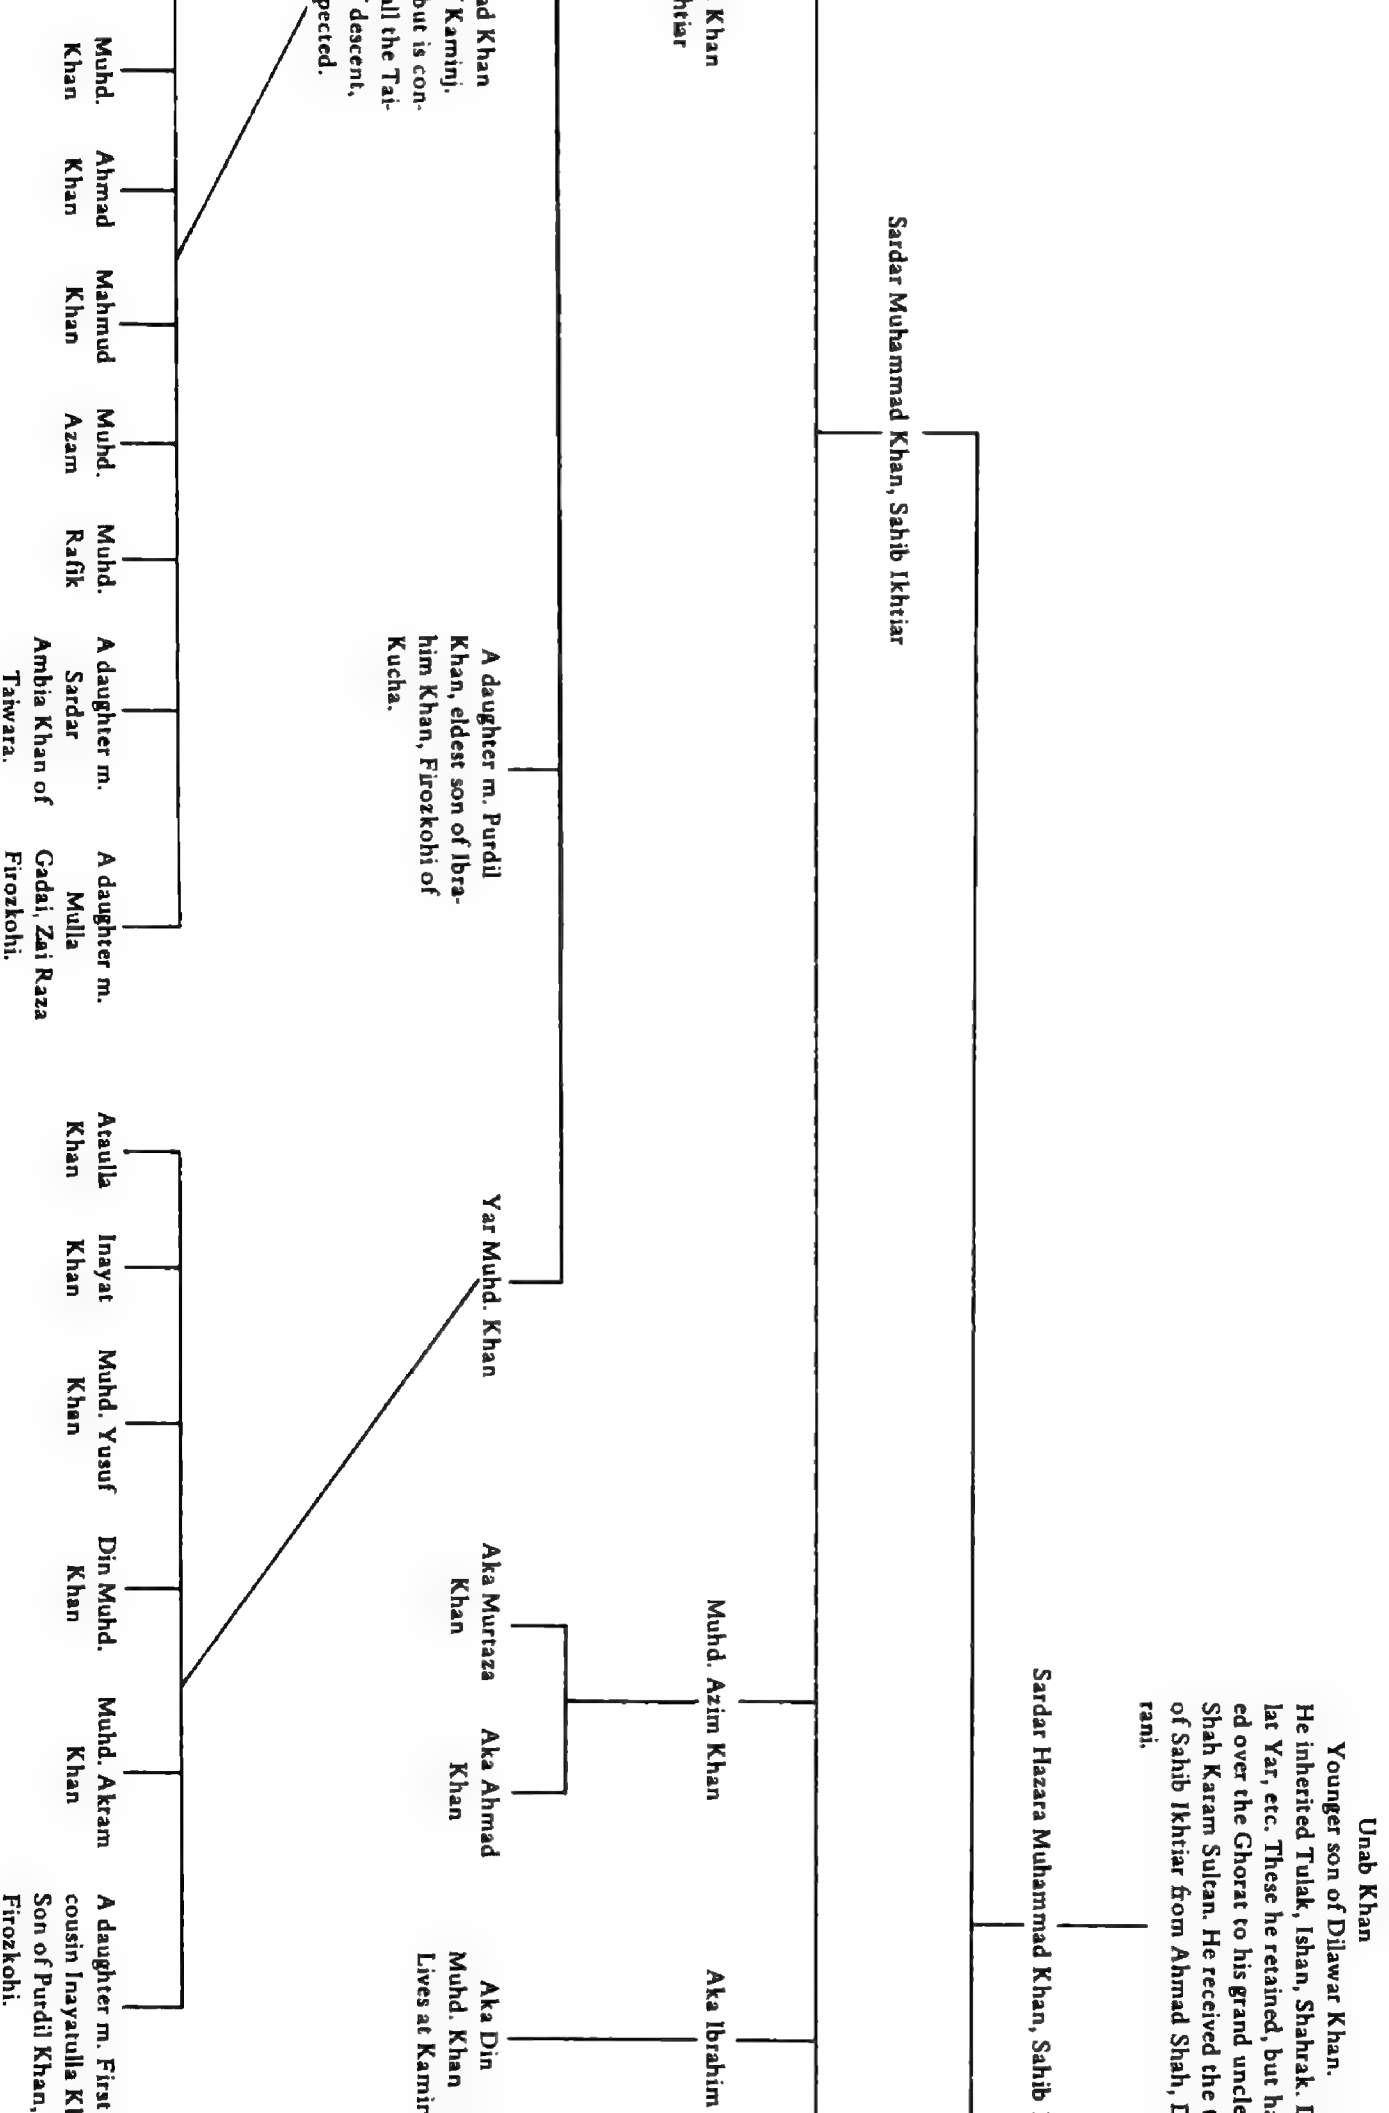 Unab Khan
Younger son of Dilawar Khan.
He inherited Tulak, Ishan, Shahrak.
lat Yar, etc. These he retained, but
ed over the Ghorat to his grand uncle
Shah Karam Sultan. He received the
of Sahib Ikhtiar from Ahmad Shah,
rani.
Sardar Hazara Muhammad Khan, Sahib
Sardar Muhammad Khan, Sahib Ikhtiar
Khan
htiar
Muhd. Azim Khan
Aka Ibrahim
ad Khan
Kaminj.
but is con-
all the Tai-
descent,
pected.
A daughter m. Purdil
Khan, eldest son of Ibra-
him Khan, Firozkohi of
Kucha.
Yar Muhd. Khan
Aka Murtaza
Khan
Aka Ahmad
Khan
Aka Din
Muhd. Khan
Lives at Kamin
Muhd.
Khan
Ahmad
Khan
Mahmud
Khan
Muhd.
Azam
Muhd.
Rafik
A daughter m.
Sardar
Ambia Khan of
Taiwara.
A daughter m.
Mulla
Gadai, Zai Raza
Firozkohi.
Ataulla
Khan
Inayat
Khan
Muhd. Yusuf
Khan
Din Muhd.
Khan
Muhd. Akram
Khan
A daughter m. First
cousin Inayatulla
Son of Purdil Khan,
Firozkohi.